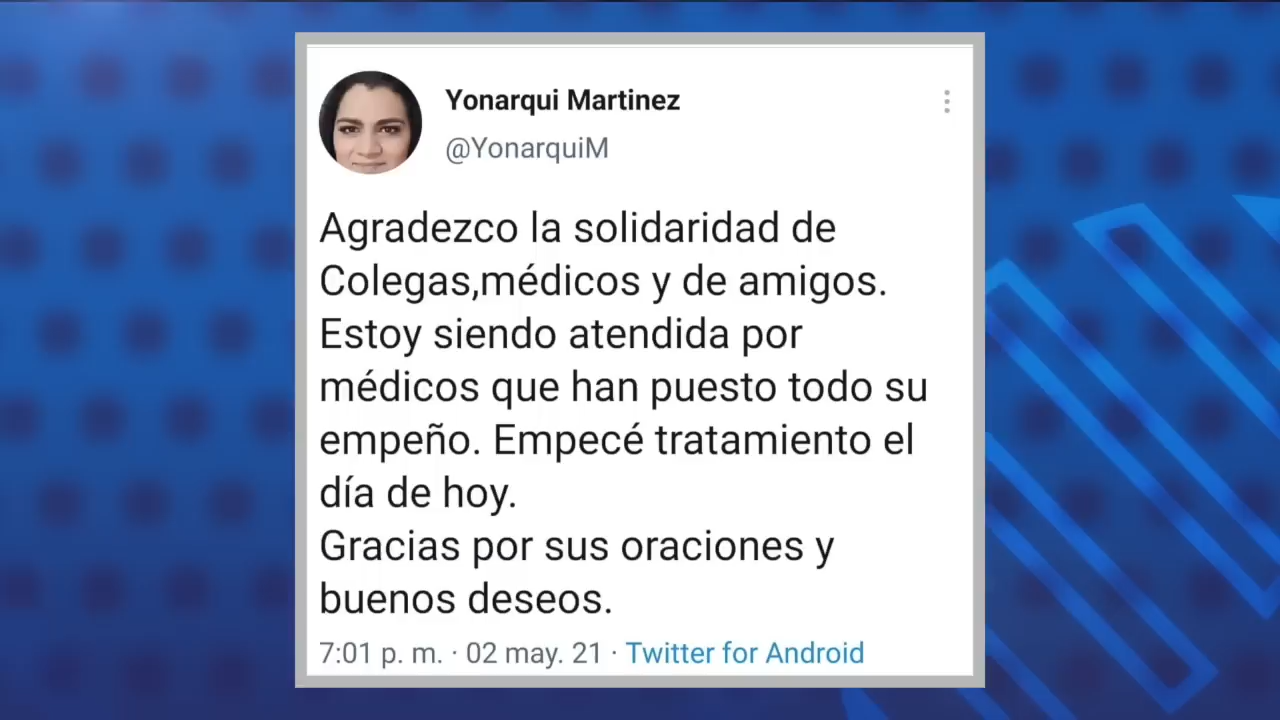 Yonarqui Martinez
@YonarquiM
Agradezco la solidaridad de
Colegas,médicos y de amigos.
Estoy siendo atendida por
médicos que han puesto todo su
empeño. Empecé tratamiento el
día de hoy.
Gracias por sus oraciones y
buenos deseos.
7:01 p. m. · 02 may. 21 · Twitter for Android